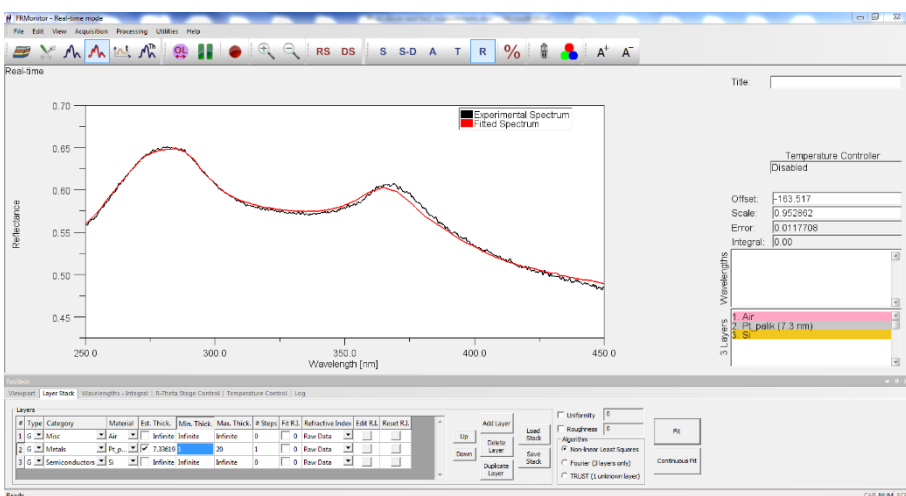 FRMonitor - Real-time mode
File Edit View Acquisition Processing Utilities Help
QL RS DS S S-D A T R % A+ A-
Real-time
Title:
Experimental Spectrum
Fitted Spectrum
0.70
0.65
0.60
0.55
0.50
0.45
Reflectance
250.0 300.0 350.0 400.0 450.0
Wavelength [nm]
Temperature Controller
Disabled
Offset: -163.517
Scale: 0.952862
Error: 0.0117708
Integral: 0.00
Wavelengths
3 Layers
1. Air
2. Pt_palik (7.3 nm)
3. Si
Toolbox
Viewport Layer Stack Wavelengths - Integral R-Theta Stage Control Temperature Control Log
Layers
# Type Category Material Est. Thick. Min. Thick. Max. Thick. # Steps Fit R.I. Refractive Index Edit R.I. Reset R.I.
1 G Misc Air Infinite Infinite Infinite 0 0 Raw Data
2 G Metals Pt_p... 7.33619 1 20 1 0 Raw Data
3 G Semiconductors Si Infinite Infinite Infinite 0 0 Raw Data
Up
Down
Add Layer
Delete Layer
Duplicate Layer
Load Stack
Save Stack
Uniformity 0
Roughness 0
Algorithm
Non-linear Least Squares
Fourier (3 layers only)
TRUST (1 unknown layer)
Fit
Continuous Fit
Ready
CAP NUM